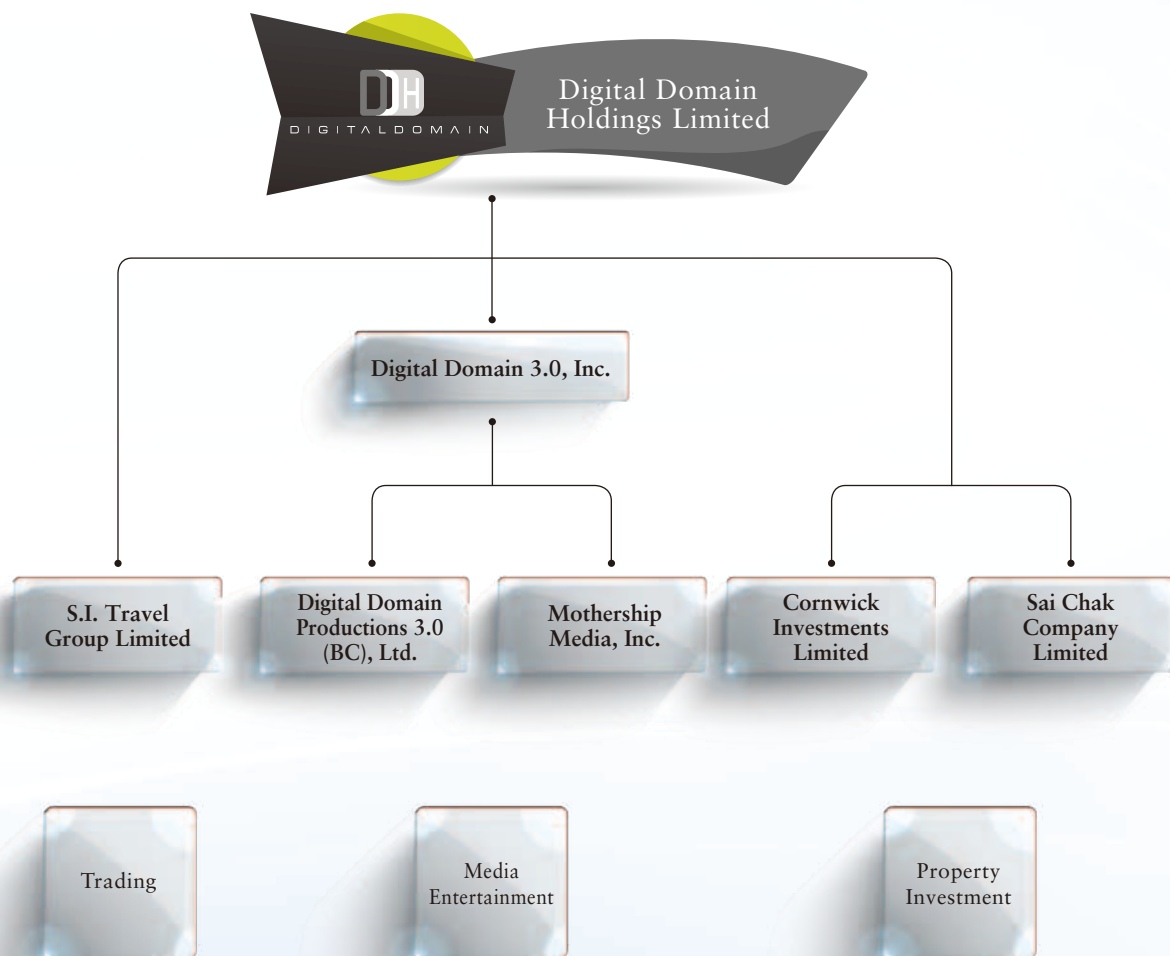 DDH
DIGITALDOMAIN
Digital Domain
Holdings Limited
Digital Domain 3.0, Inc.
S.I. Travel
Group Limited
Digital Domain
Productions 3.0
(BC), Ltd.
Mothership
Media, Inc.
Cornwick
Investments
Limited
Sai Chak
Company
Limited
Trading
Media
Entertainment
Property
Investment